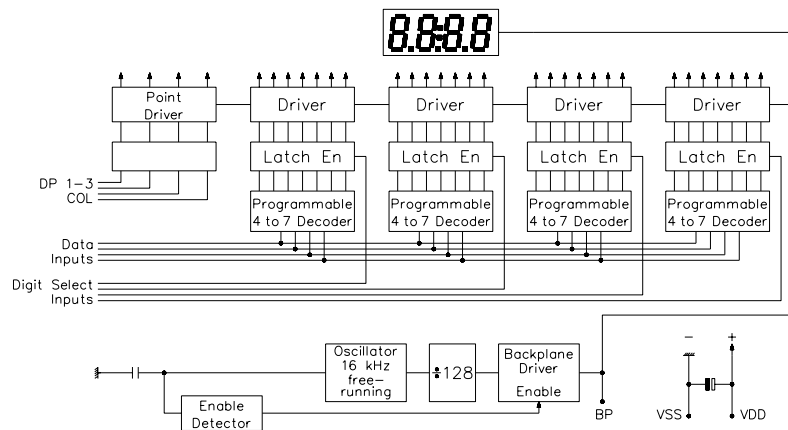 8.8:8.8
Point
Driver
Driver
Driver
Driver
Driver
Latch En
Latch En
Latch En
Latch En
DP 1-3
COL
Programmable
4 to 7 Decoder
Programmable
4 to 7 Decoder
Programmable
4 to 7 Decoder
Programmable
4 to 7 Decoder
Data
Inputs
Digit Select
Inputs
Oscillator
16 kHz
free-
running
÷128
Backplane
Driver
Enable
Enable
Detector
BP
- +
VSS VDD